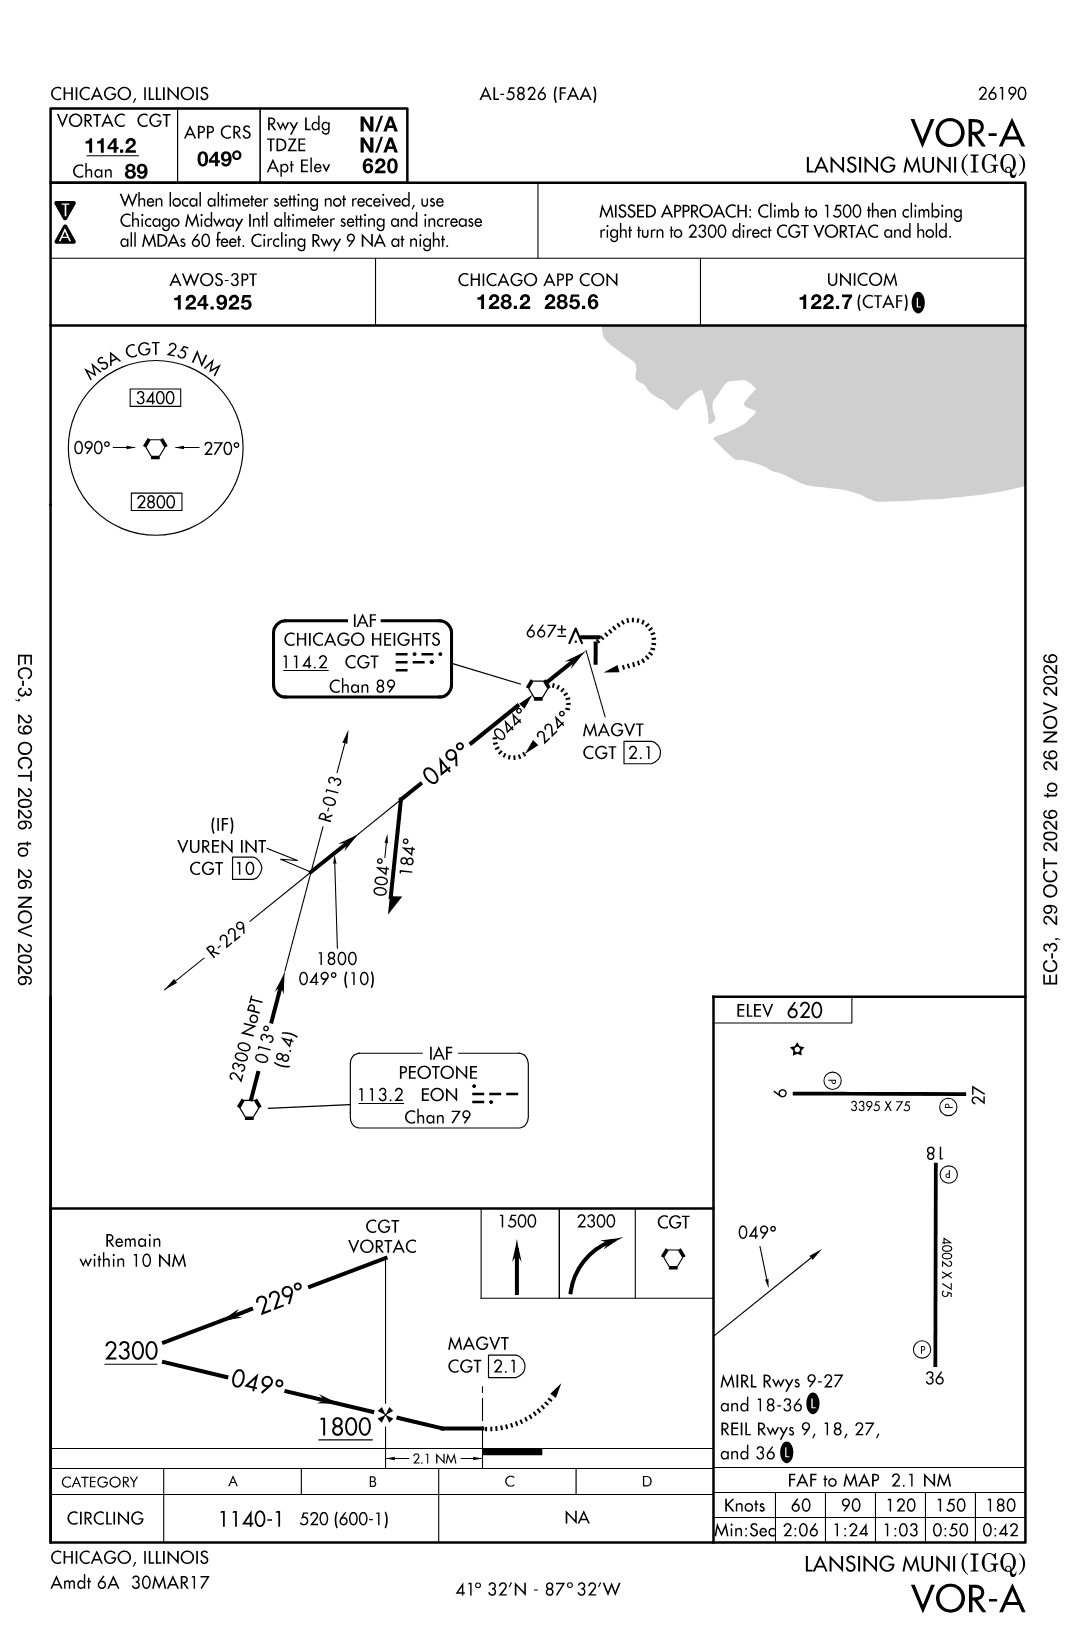 CHICAGO, ILLINOIS
AL-5826 (FAA)
26190
VORTAC CGT
114.2
Chan 89
APP CRS
049°
Rwy Ldg N/A
TDZE N/A
Apt Elev 620
VOR-A
LANSING MUNI (IGQ)
T
A
When local altimeter setting not received, use
Chicago Midway Intl altimeter setting and increase
all MDAs 60 feet. Circling Rwy 9 NA at night.
MISSED APPROACH: Climb to 1500 then climbing
right turn to 2300 direct CGT VORTAC and hold.
AWOS-3PT
124.925
CHICAGO APP CON
128.2 285.6
UNICOM
122.7 (CTAF) L
MSA CGT 25 NM
3400
090°
270°
2800
IAF
CHICAGO HEIGHTS
114.2 CGT
Chan 89
667±
MAGVT
CGT 2.1
044°
224°
049°
R-013
(IF)
VUREN INT
CGT 10
004°
184°
R-229
1800
049° (10)
2300 NoPT
013°
(8.4)
IAF
PEOTONE
113.2 EON
Chan 79
EC-3, 29 OCT 2026 to 26 NOV 2026
EC-3, 29 OCT 2026 to 26 NOV 2026
ELEV 620
P
9
27
3395 X 75
P
18
P
049°
4002 X 75
P
36
MIRL Rwys 9-27
and 18-36 L
REIL Rwys 9, 18, 27,
and 36 L
Remain
within 10 NM
CGT
VORTAC
1500
2300
CGT
229°
2300
049°
1800
MAGVT
CGT 2.1
2.1 NM
CATEGORY A B C D
CIRCLING 1140-1 520 (600-1) NA
FAF to MAP 2.1 NM
Knots 60 90 120 150 180
Min:Sec 2:06 1:24 1:03 0:50 0:42
CHICAGO, ILLINOIS
Amdt 6A 30MAR17
41° 32'N - 87° 32'W
LANSING MUNI (IGQ)
VOR-A